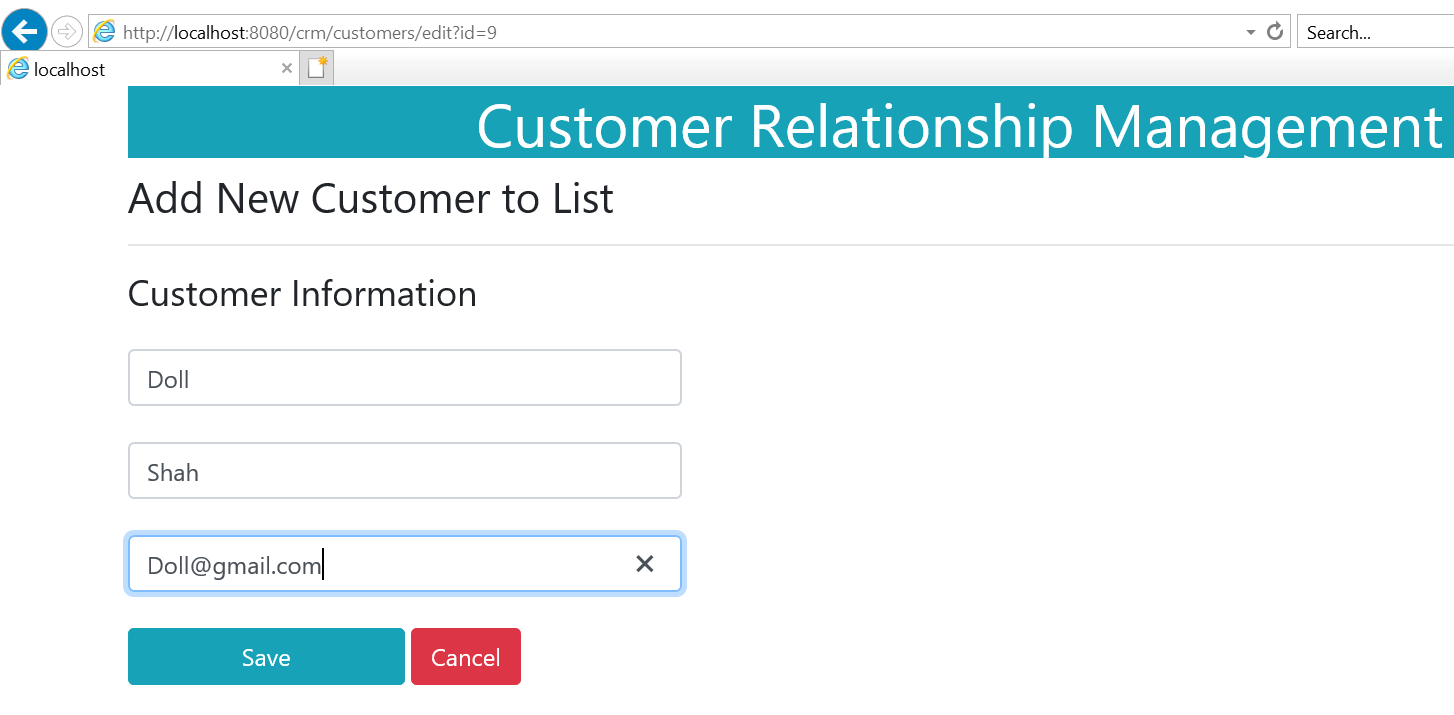 http://localhost:8080/crm/customers/edit?id=9
Search...
localhost
Customer Relationship Management
Add New Customer to List
Customer Information
Doll
Shah
Doll@gmail.com
Save Cancel